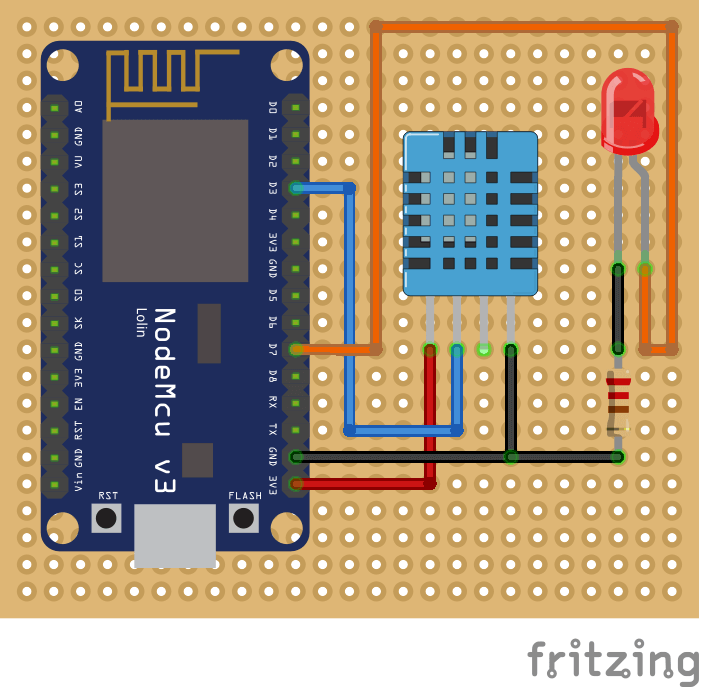 A0
GND
VU
S3
S2
S1
SC
S0
SK
GND
3V3
EN
RST
GND
Vin
D0
D1
D2
D3
D4
3V3
GND
D5
D6
D7
D8
RX
TX
GND
3V3
NodeMcu v3
Lolin
RST
FLASH
fritzing